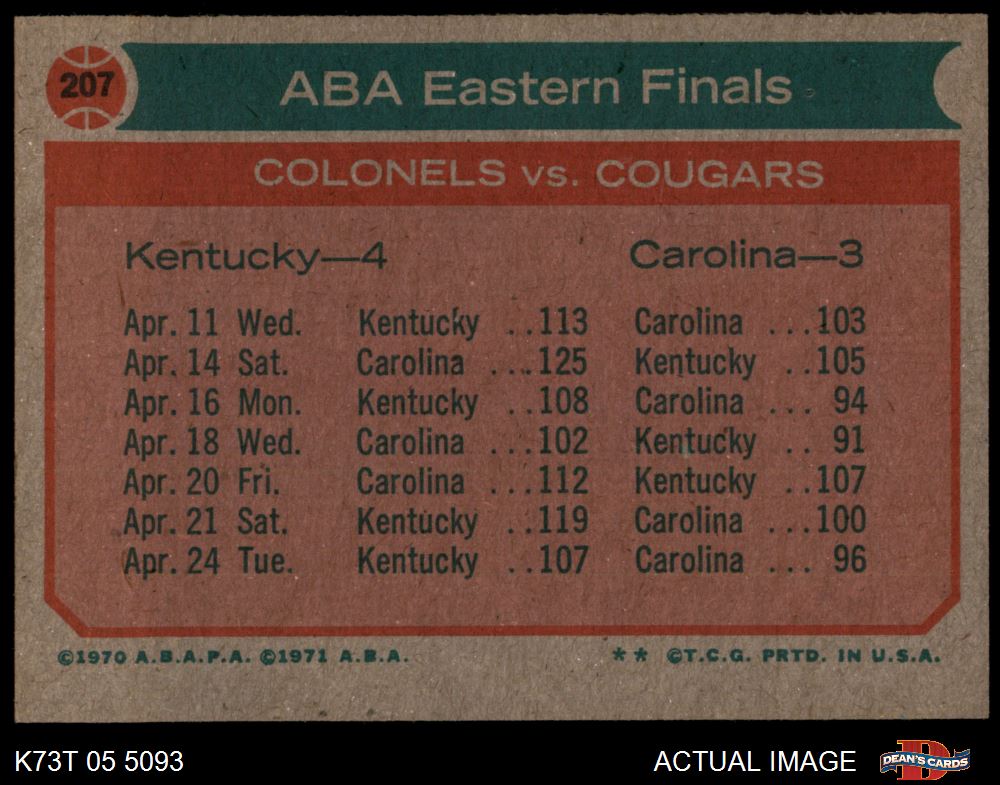 207
ABA Eastern Finals
COLONELS vs. COUGARS
Kentucky—4 Carolina—3
Apr. 11 Wed. Kentucky ..113 Carolina ...103
Apr. 14 Sat. Carolina ....125 Kentucky ..105
Apr. 16 Mon. Kentucky ..108 Carolina ... 94
Apr. 18 Wed. Carolina ...102 Kentucky .. 91
Apr. 20 Fri. Carolina ...112 Kentucky ..107
Apr. 21 Sat. Kentucky ..119 Carolina ...100
Apr. 24 Tue. Kentucky ..107 Carolina ... 96
©1970 A.B.A.P.A. ©1971 A.B.A. ** ©T.C.G. PRTD. IN U.S.A.
K73T 05 5093 ACTUAL IMAGE D DEAN'S CARDS